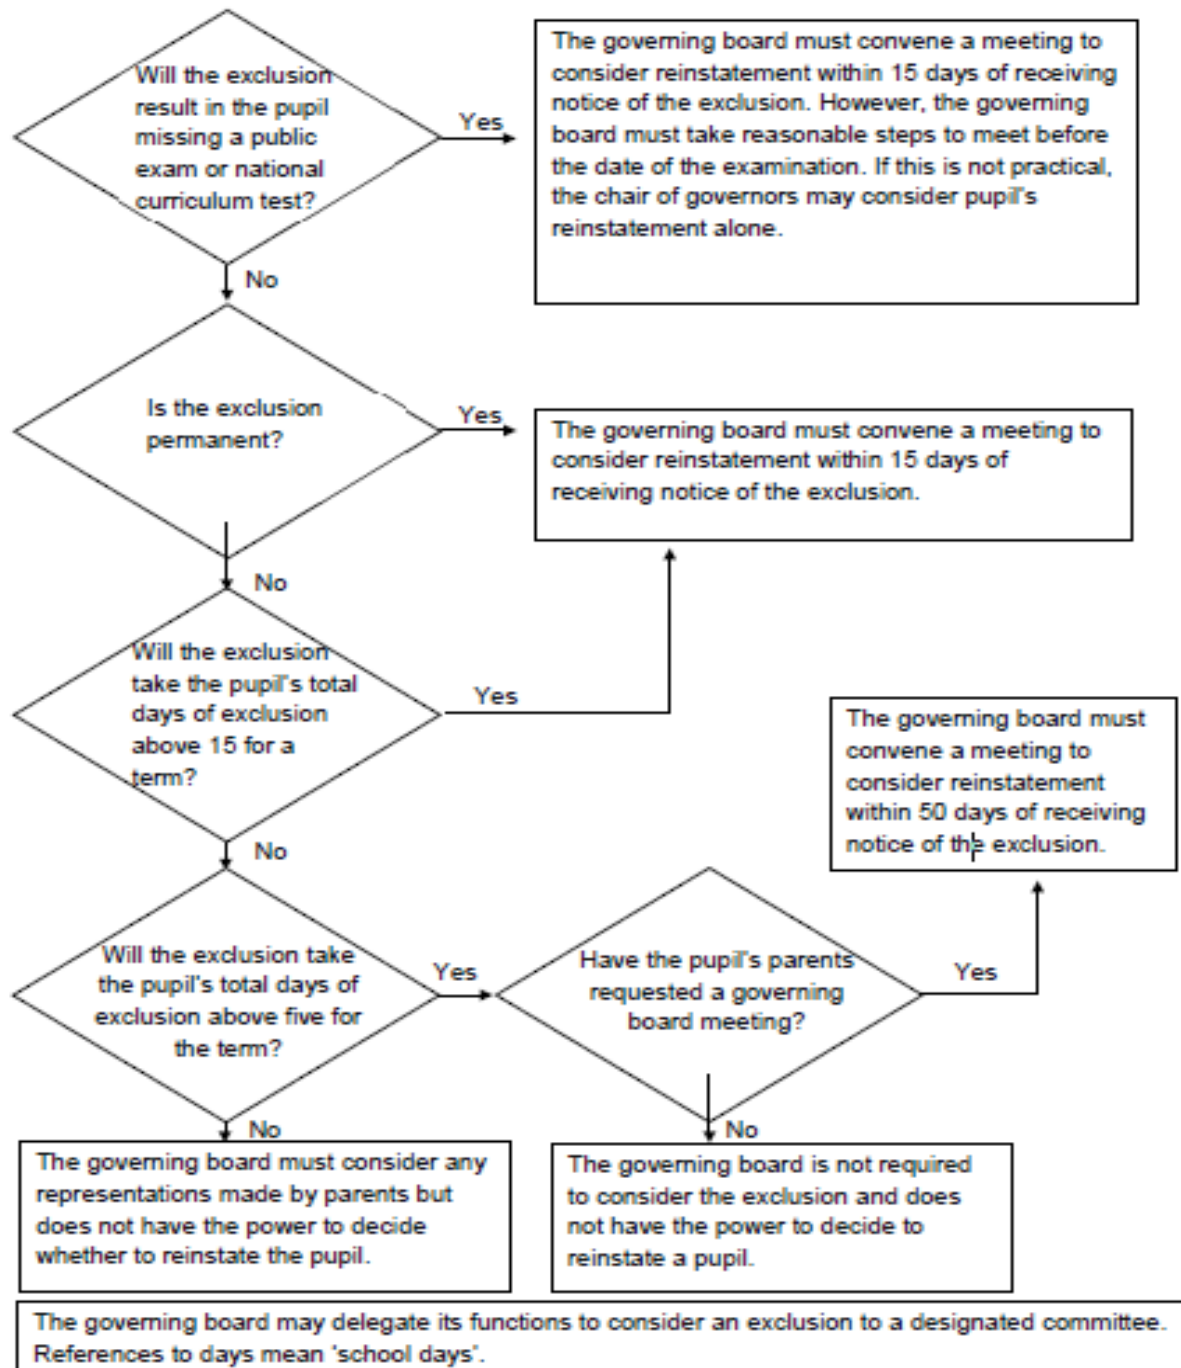 Will the exclusion
result in the pupil
missing a public
exam or national
curriculum test?
Yes
The governing board must convene a meeting to
consider reinstatement within 15 days of receiving
notice of the exclusion. However, the governing
board must take reasonable steps to meet before
the date of the examination. If this is not practical,
the chair of governors may consider pupil's
reinstatement alone.
No
Is the exclusion
permanent?
Yes
The governing board must convene a meeting to
consider reinstatement within 15 days of
receiving notice of the exclusion.
No
Will the exclusion
take the pupil's total
days of exclusion
above 15 for a
term?
Yes
The governing board must
convene a meeting to
consider reinstatement
within 50 days of receiving
notice of the exclusion.
No
Will the exclusion take
the pupil's total days of
exclusion above five for
the term?
Yes
Have the pupil's parents
requested a governing
board meeting?
Yes
No
The governing board must consider any
representations made by parents but
does not have the power to decide
whether to reinstate the pupil.
No
The governing board is not required
to consider the exclusion and does
not have the power to decide to
reinstate a pupil.
The governing board may delegate its functions to consider an exclusion to a designated committee.
References to days mean 'school days'.